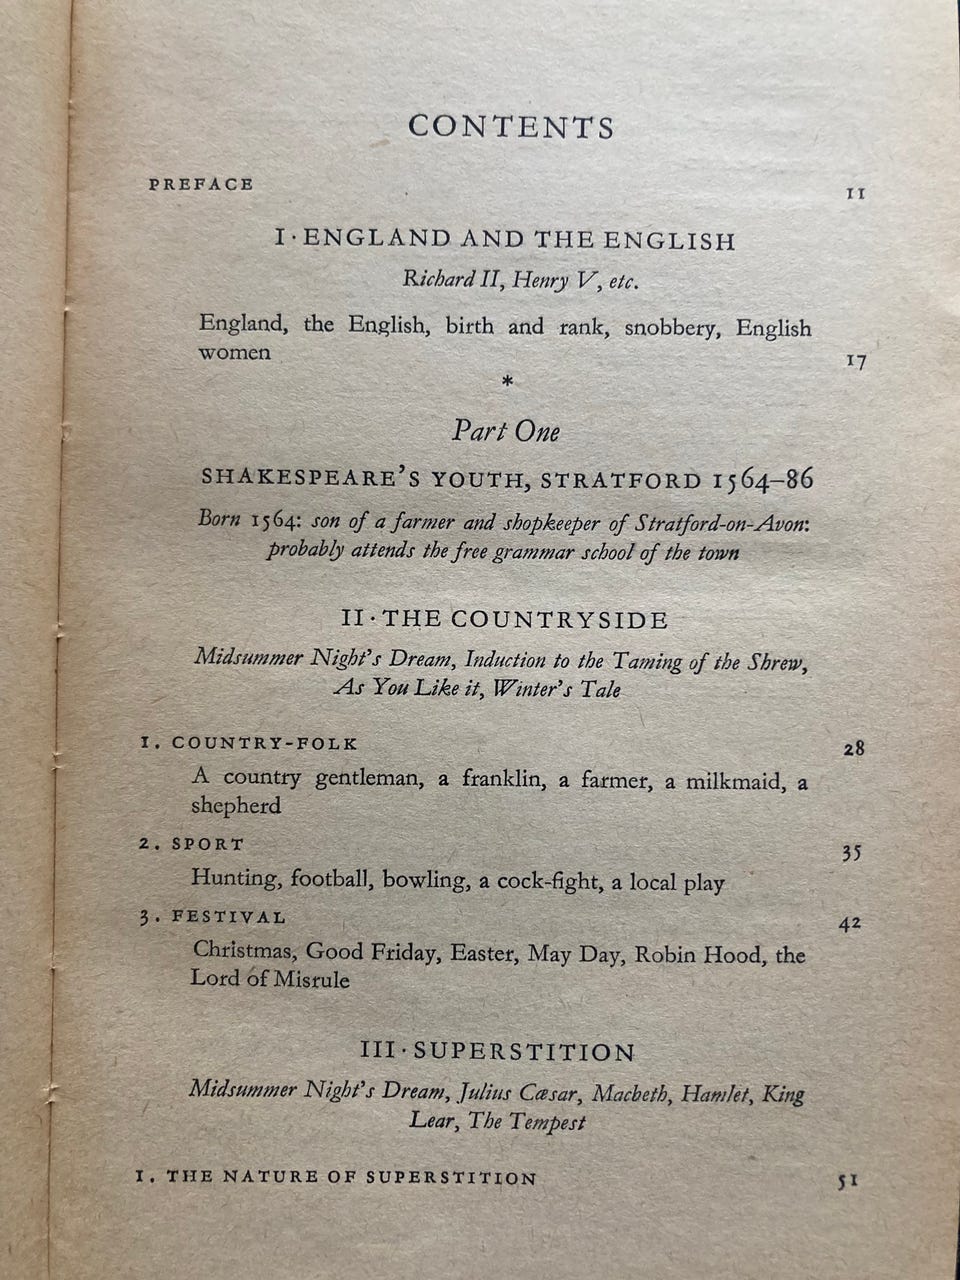 CONTENTS
PREFACE 11
I · ENGLAND AND THE ENGLISH
Richard II, Henry V, etc.
England, the English, birth and rank, snobbery, English
women 17
*
Part One
SHAKESPEARE'S YOUTH, STRATFORD 1564–86
Born 1564: son of a farmer and shopkeeper of Stratford-on-Avon:
probably attends the free grammar school of the town
II · THE COUNTRYSIDE
Midsummer Night's Dream, Induction to the Taming of the Shrew,
As You Like it, Winter's Tale
1. COUNTRY-FOLK 28
A country gentleman, a franklin, a farmer, a milkmaid, a
shepherd
2. SPORT 35
Hunting, football, bowling, a cock-fight, a local play
3. FESTIVAL 42
Christmas, Good Friday, Easter, May Day, Robin Hood, the
Lord of Misrule
III · SUPERSTITION
Midsummer Night's Dream, Julius Cæsar, Macbeth, Hamlet, King
Lear, The Tempest
1. THE NATURE OF SUPERSTITION 51